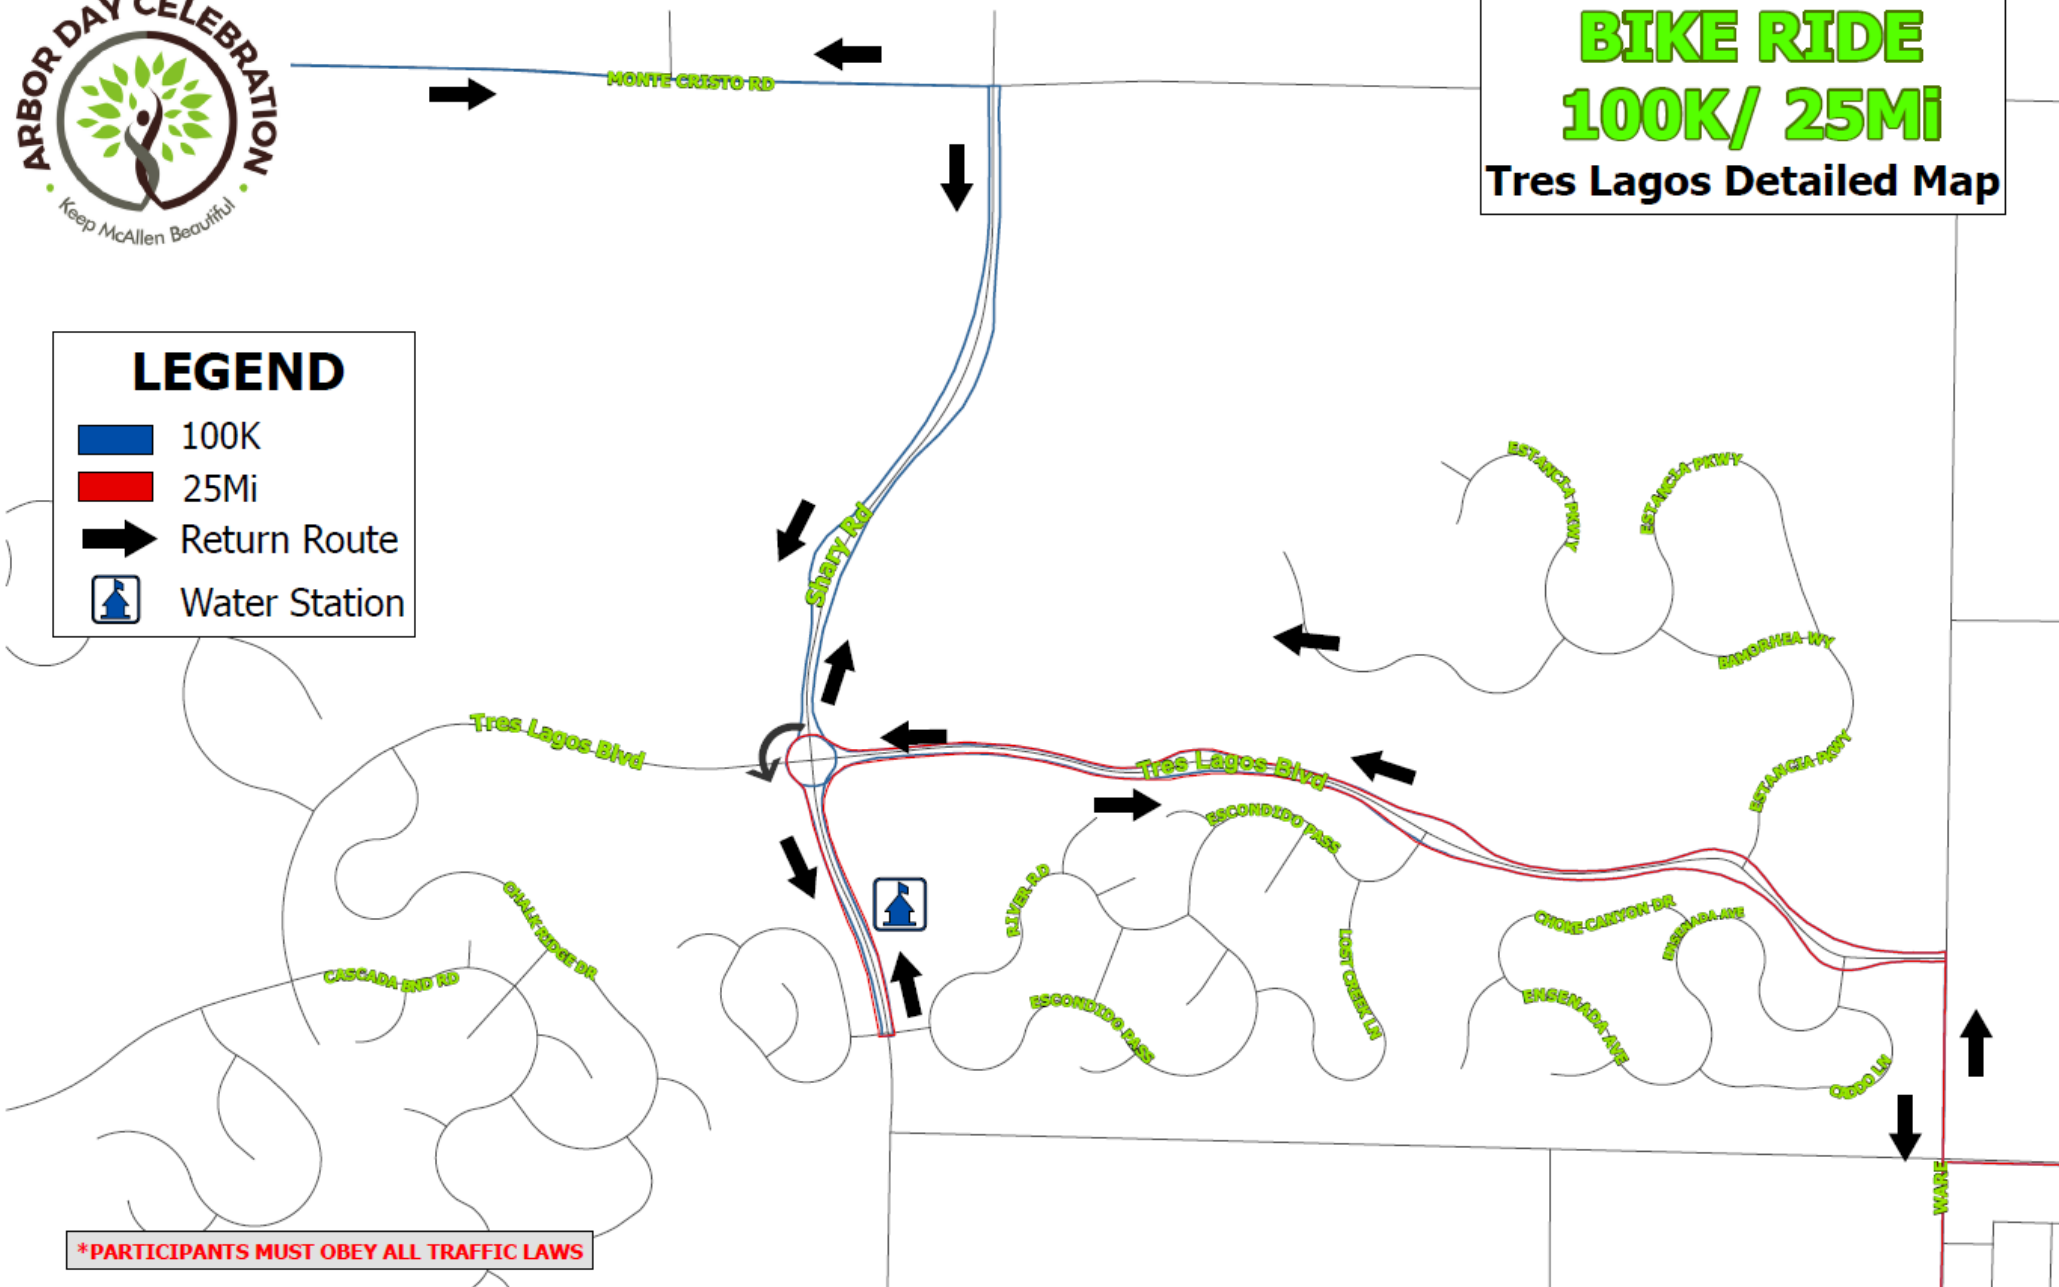 ARBOR DAY CELEBRATION
Keep McAllen Beautiful
BIKE RIDE
100K/ 25Mi
Tres Lagos Detailed Map
MONTE CRISTO RD
LEGEND
100K
25Mi
Return Route
Water Station
Shary Rd
ESTANCIA PKWY
ESTANCIA PKWY
BAMORHEA WY
ESTANCIA PKWY
Tres Lagos Blvd
Tres Lagos Blvd
ESCONDIDO PASS
RIVER RD
CHALK RIDGE DR
CASCADA BND RD
ESCONDIDO PASS
LOST CREEK LN
CHOKE CANYON DR
ENSENADA AVE
ENSENADA AVE
CADDO LN
WARE
*PARTICIPANTS MUST OBEY ALL TRAFFIC LAWS